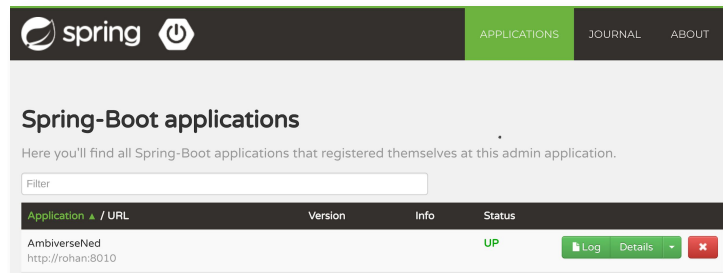 spring APPLICATIONS JOURNAL ABOUT
Spring-Boot applications
Here you'll find all Spring-Boot applications that registered themselves at this admin application.
Filter
Application ▲ / URL Version Info Status
AmbiverseNed UP Log Details
http://rohan:8010